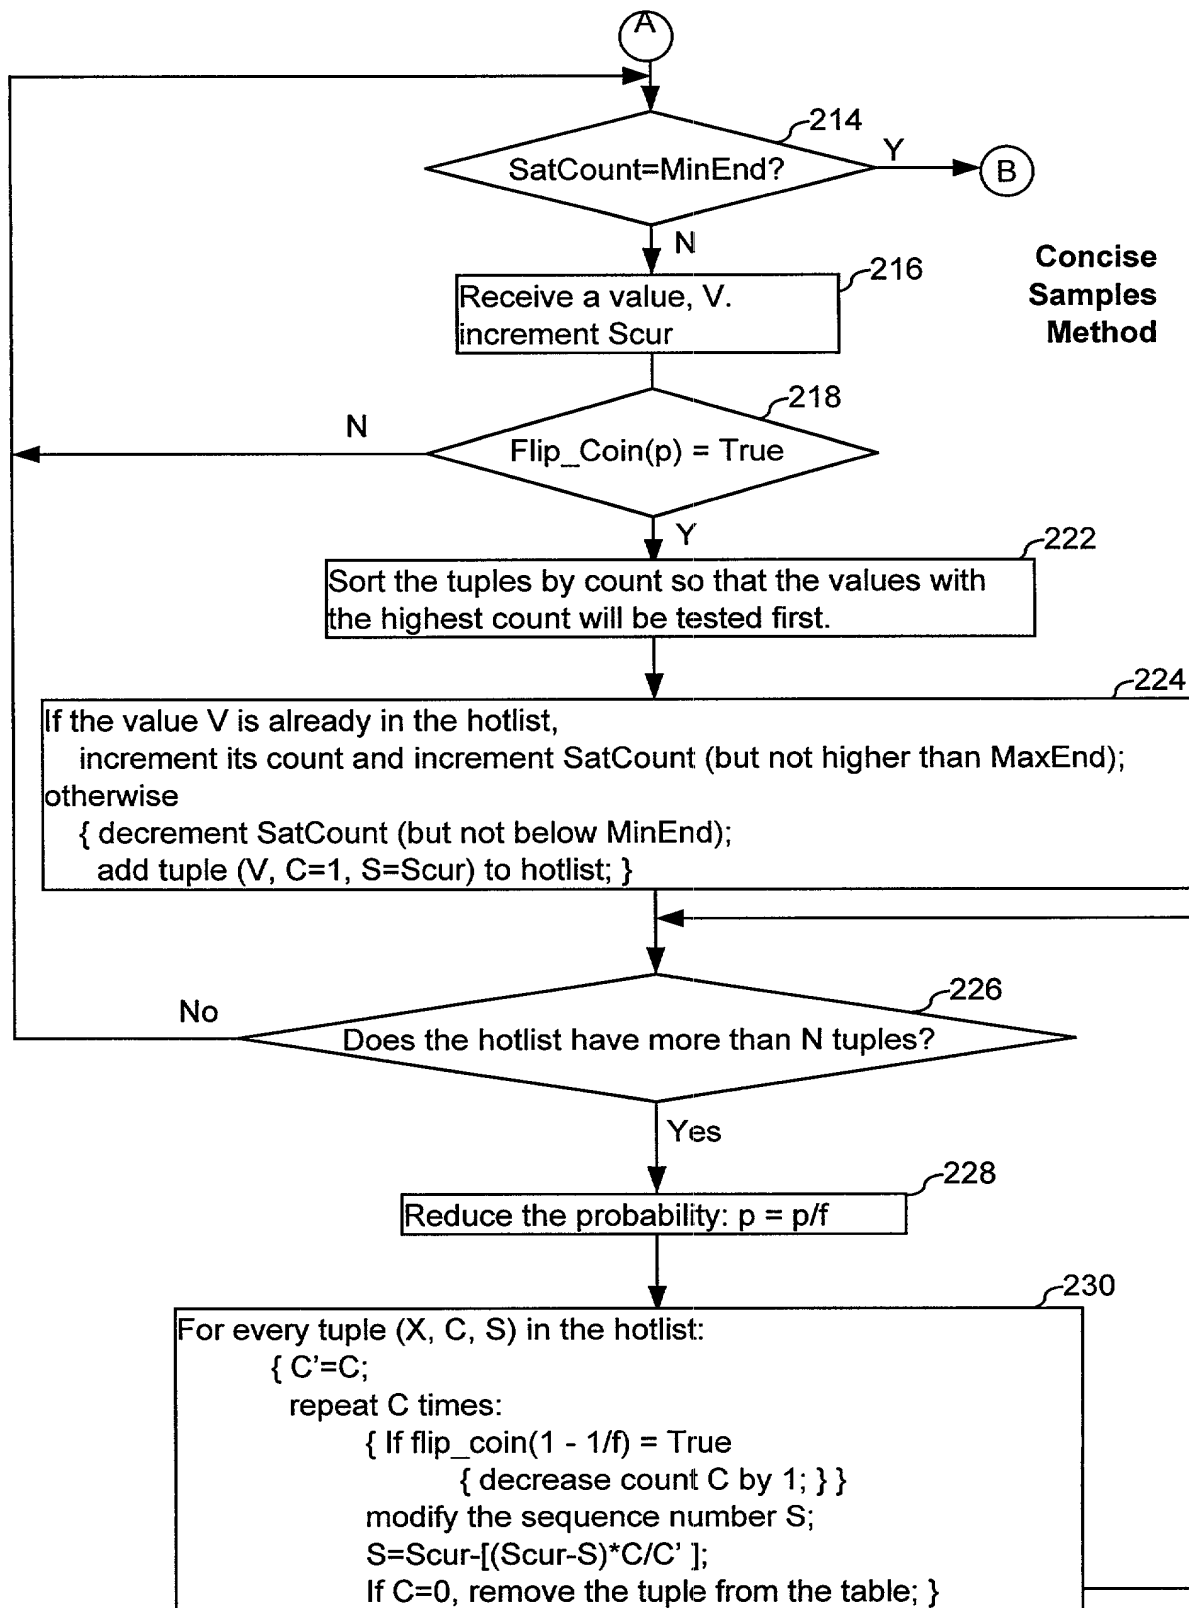 A
214
SatCount=MinEnd?
Y
B
N
Concise
Samples
Method
216
Receive a value, V.
increment Scur
218
N
Flip_Coin(p) = True
Y
222
Sort the tuples by count so that the values with
the highest count will be tested first.
224
If the value V is already in the hotlist,
increment its count and increment SatCount (but not higher than MaxEnd);
otherwise
{ decrement SatCount (but not below MinEnd);
add tuple (V, C=1, S=Scur) to hotlist; }
226
No
Does the hotlist have more than N tuples?
Yes
228
Reduce the probability: p = p/f
230
For every tuple (X, C, S) in the hotlist:
{ C'=C;
repeat C times:
{ If flip_coin(1 - 1/f) = True
{ decrease count C by 1; } }
modify the sequence number S;
S=Scur-[(Scur-S)*C/C' ];
If C=0, remove the tuple from the table; }